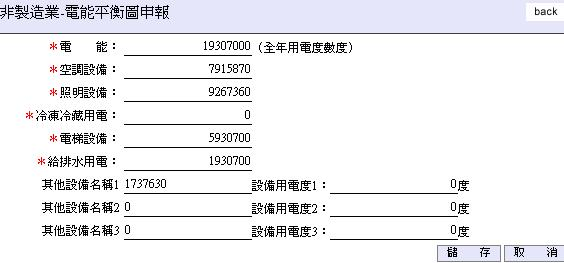 非製造業-電能平衡圖申報 back
*電 能： 19307000 (全年用電度數度)
*空調設備： 7915870
*照明設備： 9267360
*冷凍冷藏用電： 0
*電梯設備： 5930700
*給排水用電： 1930700
其他設備名稱1 1737630 設備用電度1： 0度
其他設備名稱2 0 設備用電度2： 0度
其他設備名稱3 0 設備用電度3： 0度
儲 存 取 消